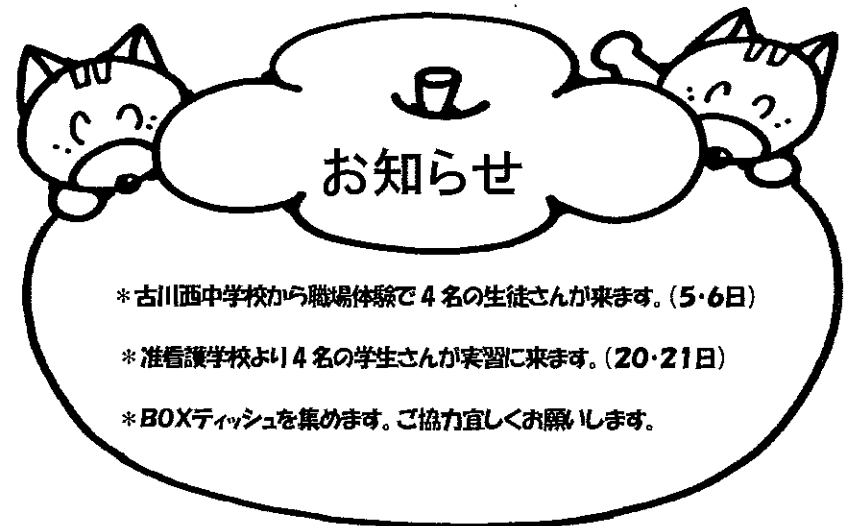 お知らせ
＊古川西中学校から職場体験で４名の生徒さんが来ます。(5・6日)
＊准看護学校より４名の学生さんが実習に来ます。(20・21日)
＊BOXティッシュを集めます。ご協力宜しくお願いします。